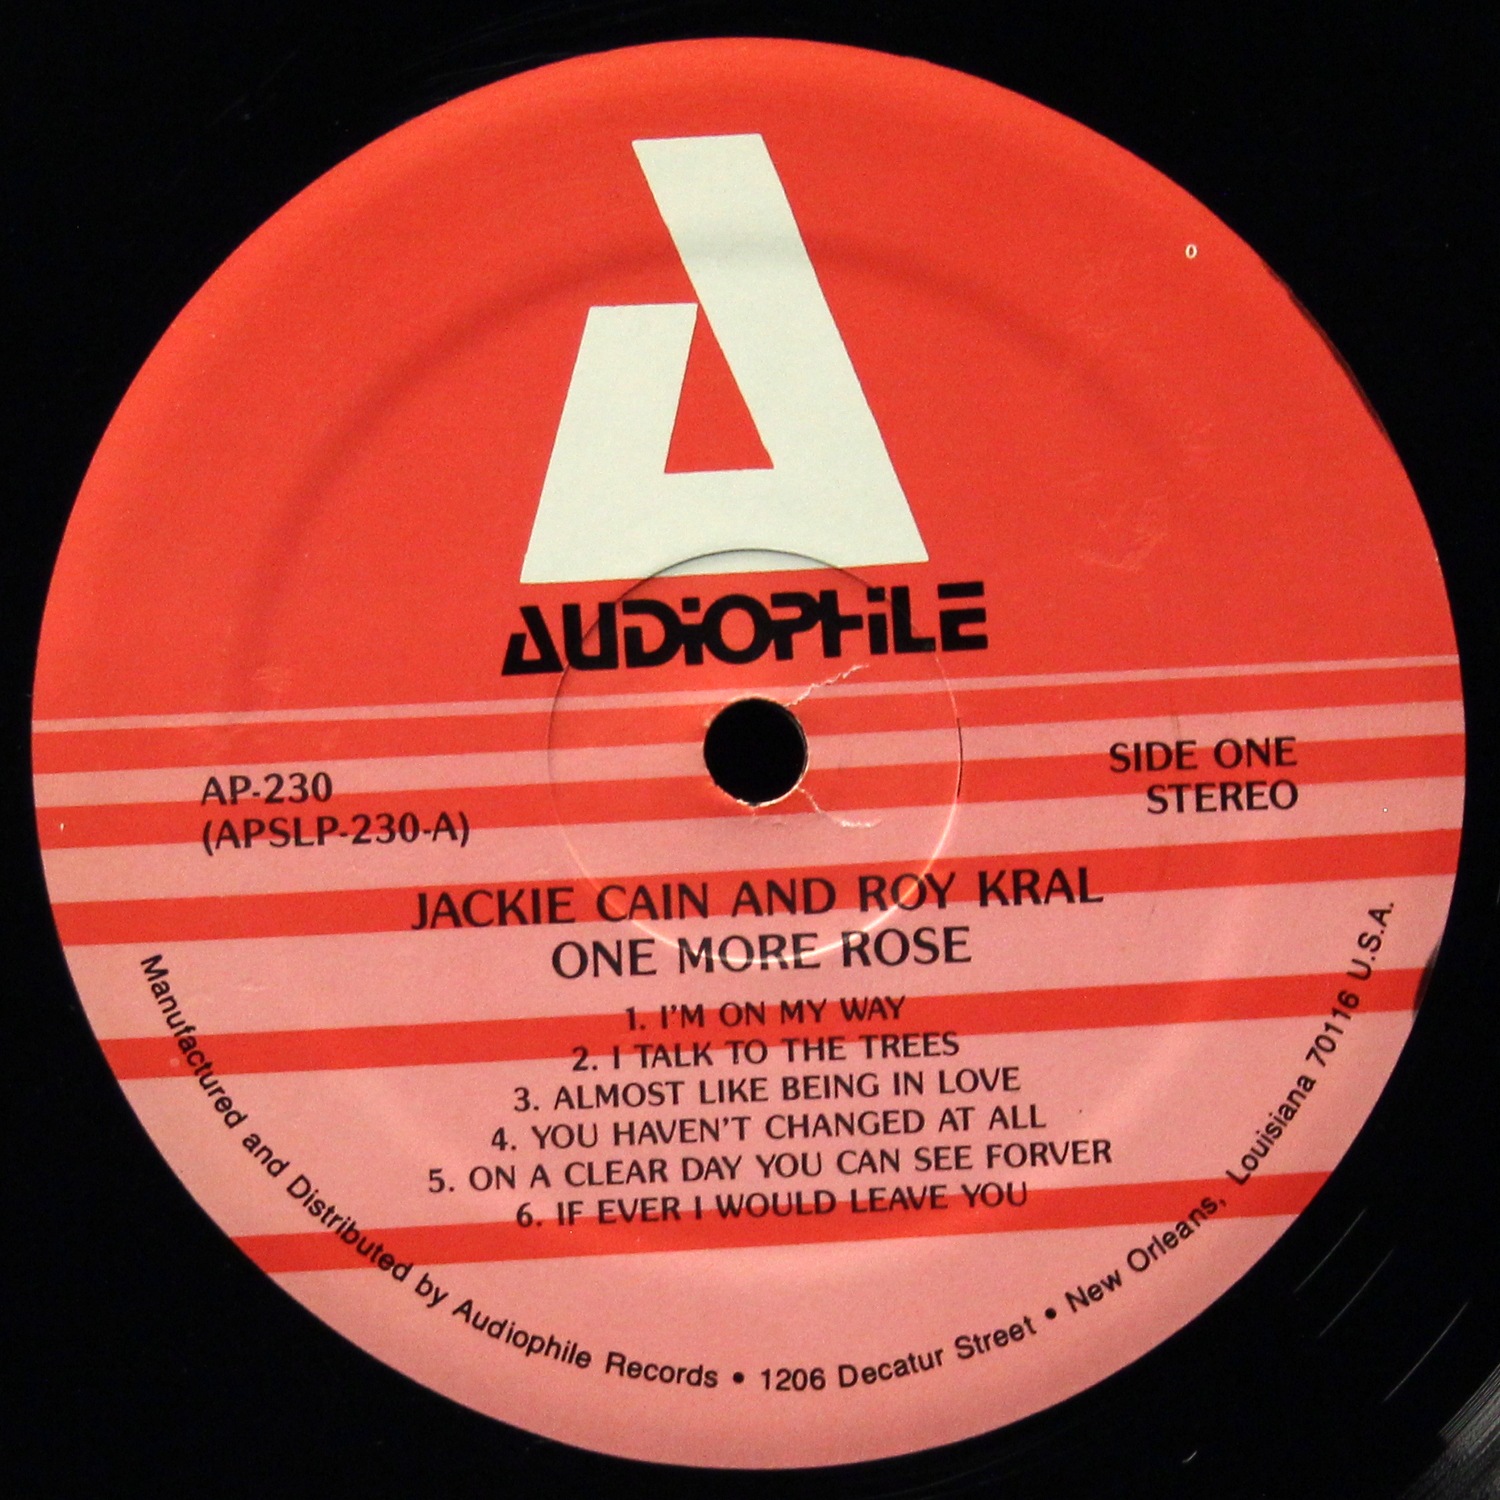 AUDIOPHILE
AP-230
(APSLP-230-A)
SIDE ONE
STEREO
JACKIE CAIN AND ROY KRAL
ONE MORE ROSE
1. I'M ON MY WAY
2. I TALK TO THE TREES
3. ALMOST LIKE BEING IN LOVE
4. YOU HAVEN'T CHANGED AT ALL
5. ON A CLEAR DAY YOU CAN SEE FORVER
6. IF EVER I WOULD LEAVE YOU
Manufactured and Distributed by Audiophile Records • 1206 Decatur Street • New Orleans, Louisiana 70116 U.S.A.